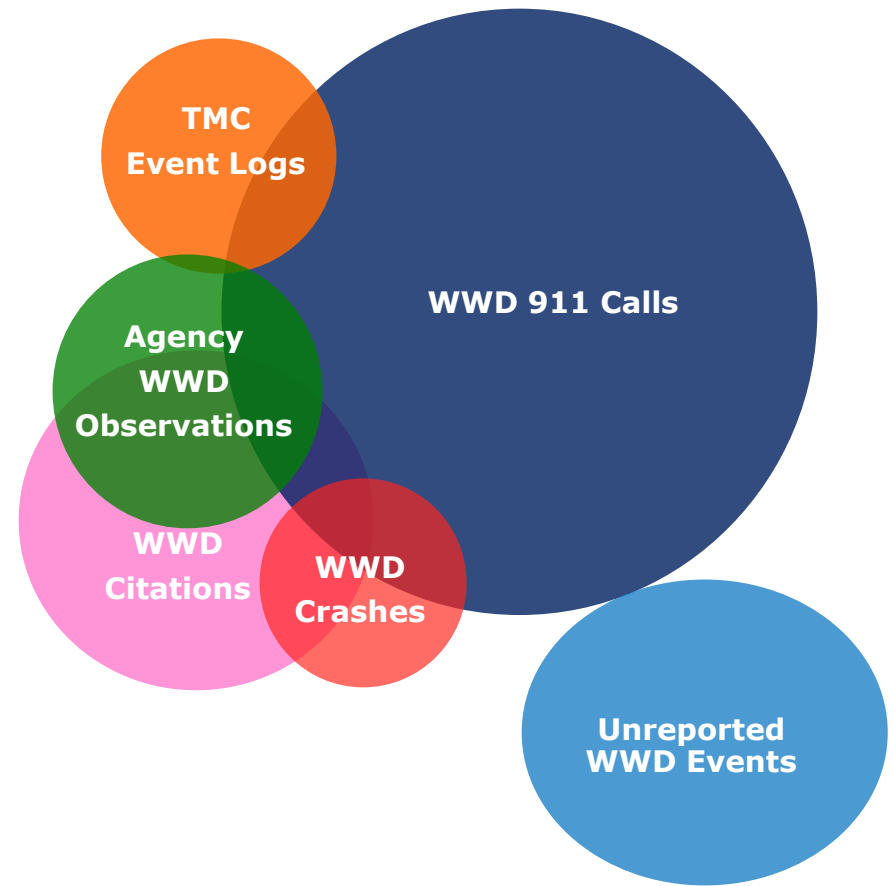 TMC
Event Logs
WWD 911 Calls
Agency
WWD
Observations
WWD
Citations
WWD
Crashes
Unreported
WWD Events